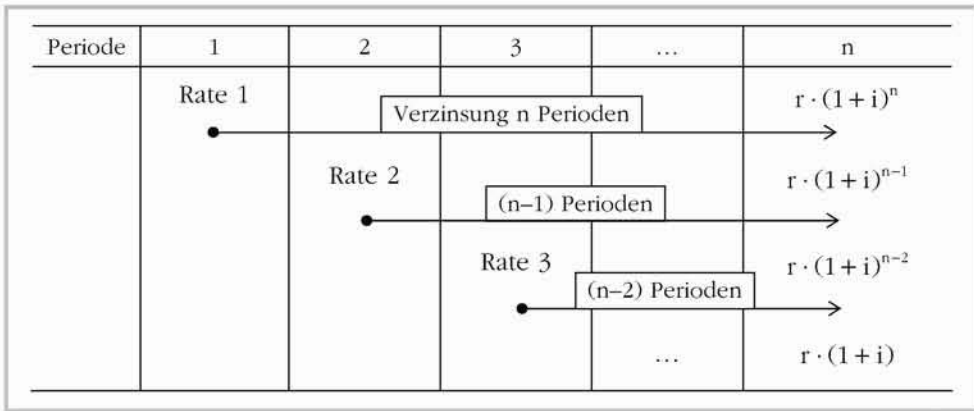 Periode 1 2 3 … n
Rate 1 r · (1 + i)^n
Verzinsung n Perioden
Rate 2 r · (1 + i)^{n–1}
(n–1) Perioden
Rate 3 r · (1 + i)^{n–2}
(n–2) Perioden
… r · (1 + i)